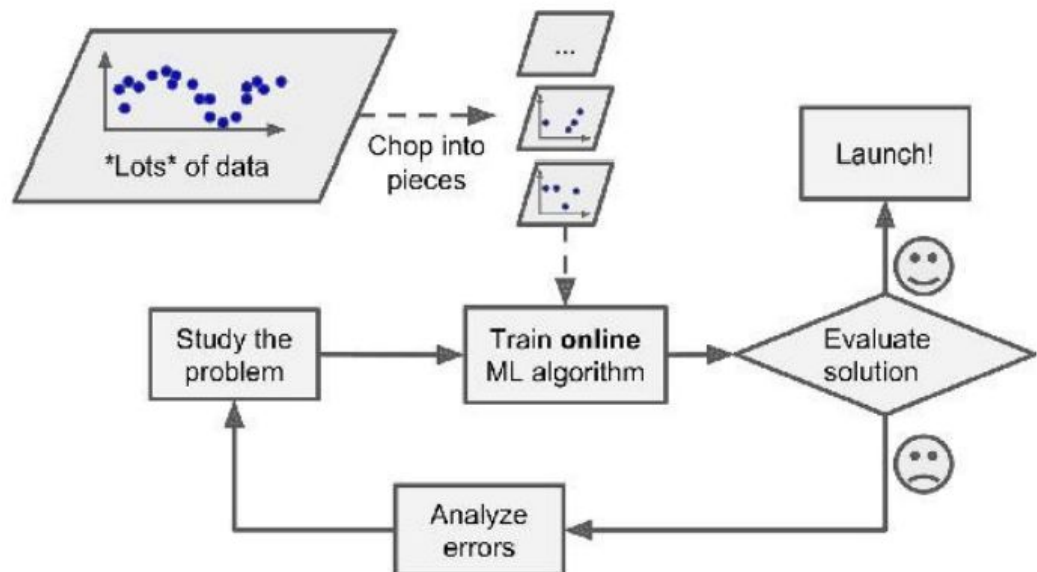 *Lots* of data
Chop into
pieces
...
Launch!
Study the
problem
Train online
ML algorithm
Evaluate
solution
Analyze
errors